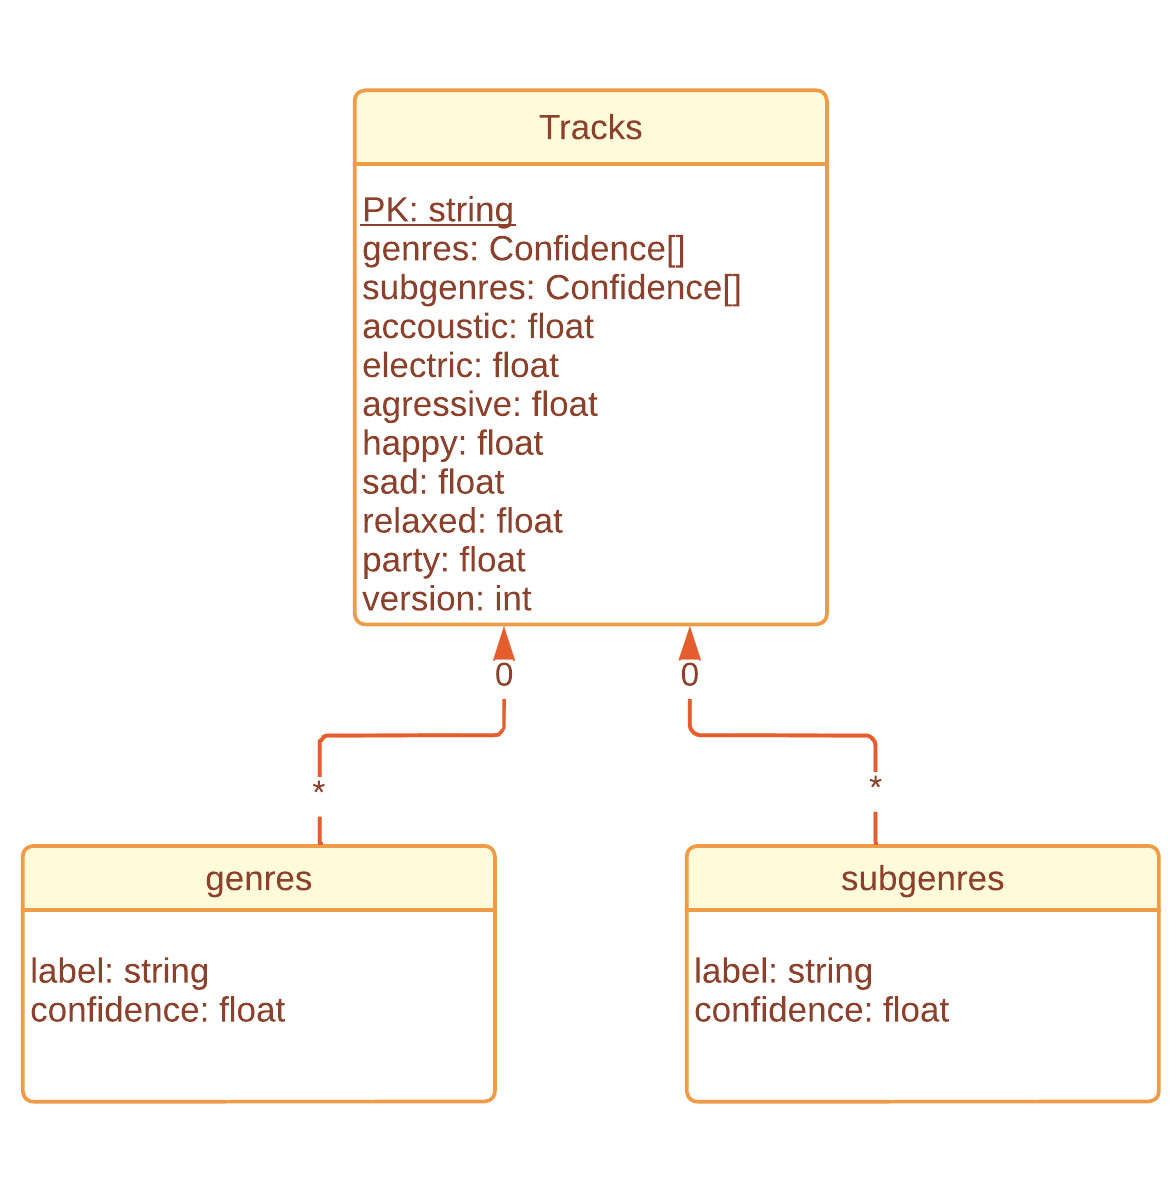 Tracks
PK: string
genres: Confidence[]
subgenres: Confidence[]
accoustic: float
electric: float
agressive: float
happy: float
sad: float
relaxed: float
party: float
version: int
0
0
*
*
genres
label: string
confidence: float
subgenres
label: string
confidence: float